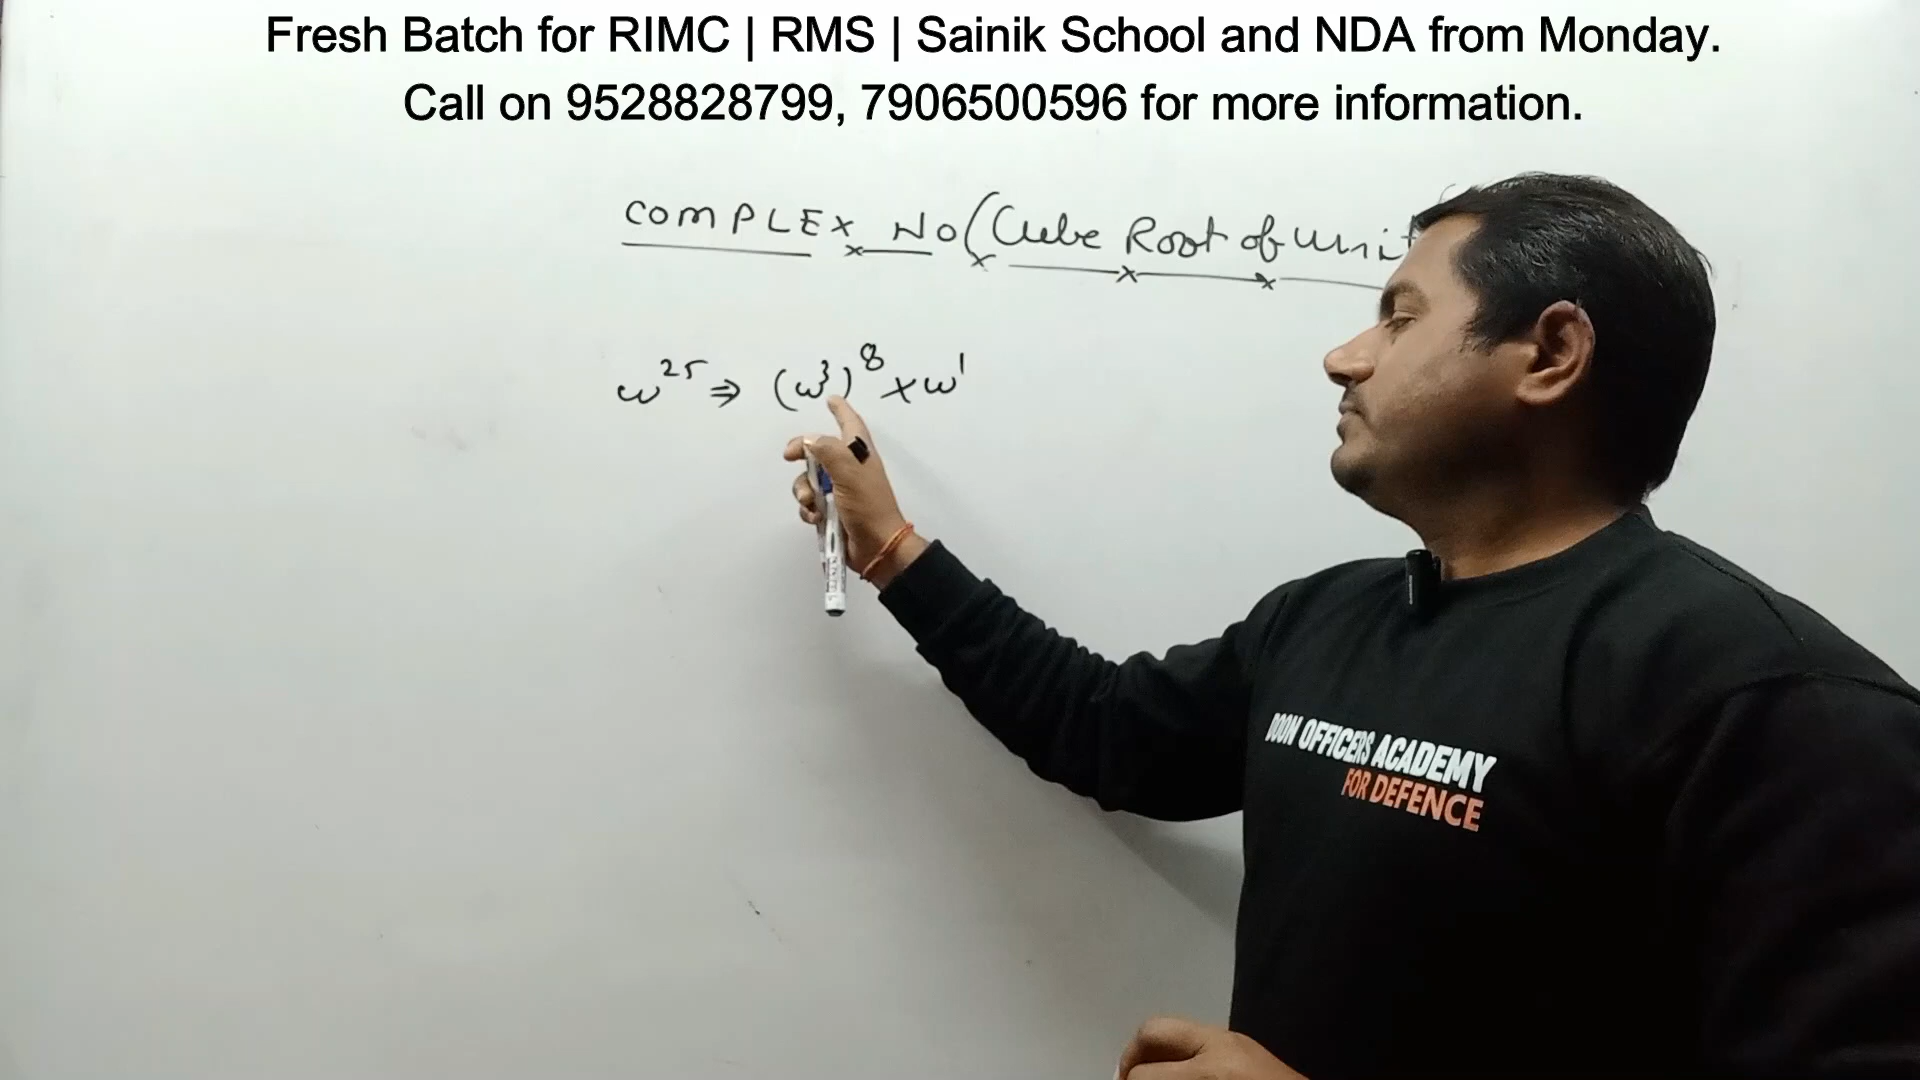 Fresh Batch for RIMC | RMS | Sainik School and NDA from Monday.
Call on 9528828799, 7906500596 for more information.
COMPLEX NO (Cube Root of Unit
ω²⁵ ⇒ (ω³)⁸ × ω¹
DOON OFFICERS ACADEMY
FOR DEFENCE